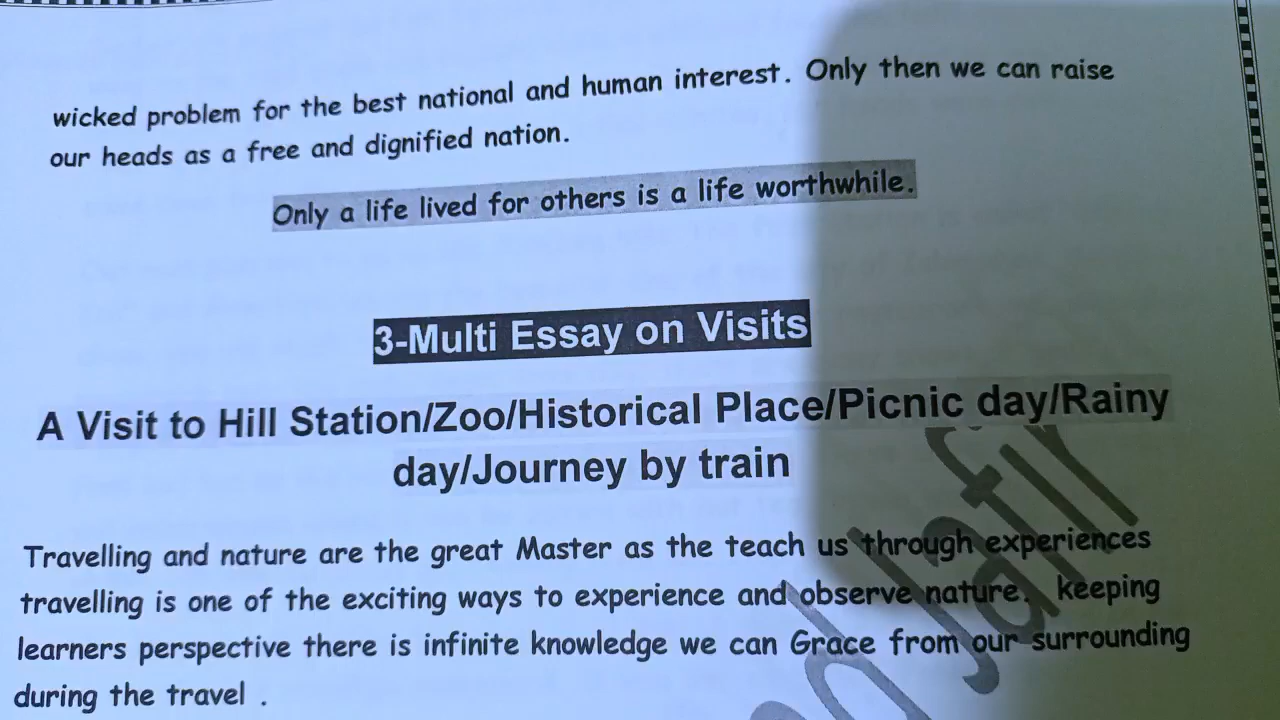 wicked problem for the best national and human interest. Only then we can raise
our heads as a free and dignified nation.
Only a life lived for others is a life worthwhile.
3-Multi Essay on Visits
A Visit to Hill Station/Zoo/Historical Place/Picnic day/Rainy
day/Journey by train
Travelling and nature are the great Master as the teach us through experiences
travelling is one of the exciting ways to experience and observe nature. keeping
learners perspective there is infinite knowledge we can Grace from our surrounding
during the travel .